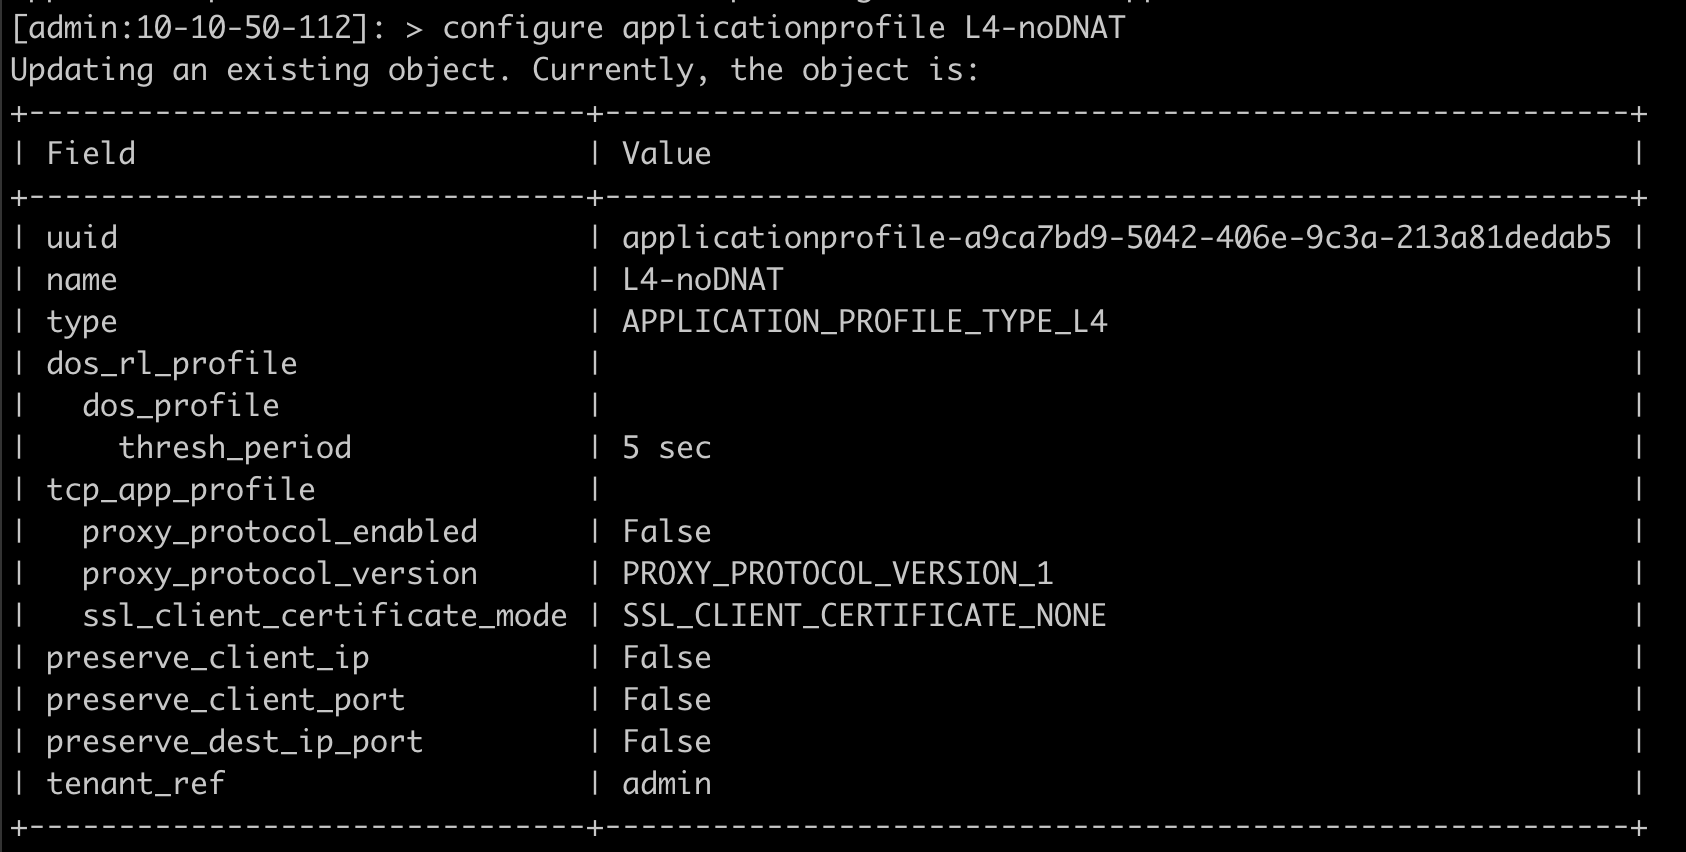 [admin:10-10-50-112]: > configure applicationprofile L4-noDNAT
Updating an existing object. Currently, the object is:
+-------------------------------+---------------------------------------------------------+
| Field                         | Value                                                   |
+-------------------------------+---------------------------------------------------------+
| uuid                          | applicationprofile-a9ca7bd9-5042-406e-9c3a-213a81dedab5 |
| name                          | L4-noDNAT                                               |
| type                          | APPLICATION_PROFILE_TYPE_L4                             |
| dos_rl_profile                |                                                         |
|   dos_profile                 |                                                         |
|     thresh_period             | 5 sec                                                   |
| tcp_app_profile               |                                                         |
|   proxy_protocol_enabled      | False                                                   |
|   proxy_protocol_version      | PROXY_PROTOCOL_VERSION_1                                |
|   ssl_client_certificate_mode | SSL_CLIENT_CERTIFICATE_NONE                             |
| preserve_client_ip            | False                                                   |
| preserve_client_port          | False                                                   |
| preserve_dest_ip_port         | False                                                   |
| tenant_ref                    | admin                                                   |
+-------------------------------+---------------------------------------------------------+